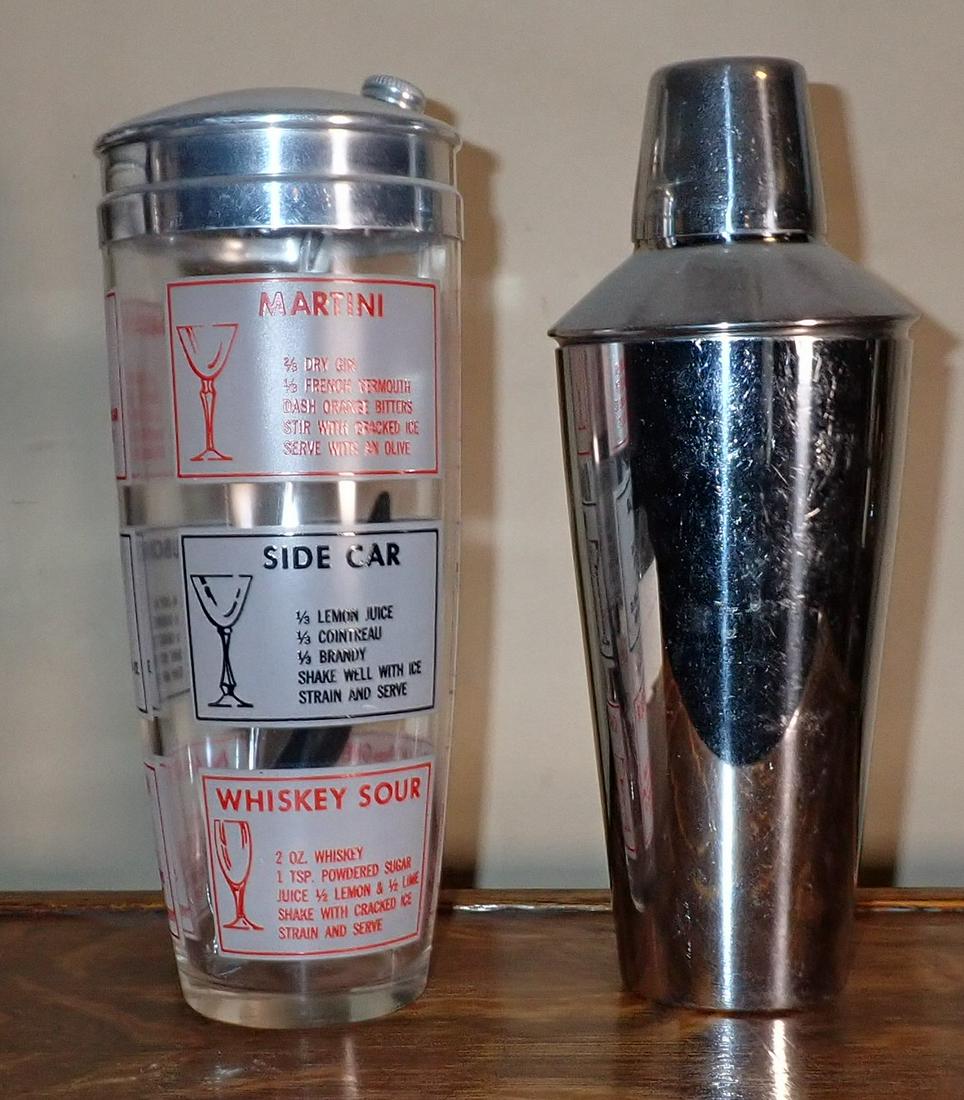 MARTINI
⅔ DRY GIN
⅓ FRENCH VERMOUTH
DASH ORANGE BITTERS
STIR WITH CRACKED ICE
SERVE WITH AN OLIVE
SIDE CAR
⅓ LEMON JUICE
⅓ COINTREAU
⅓ BRANDY
SHAKE WELL WITH ICE
STRAIN AND SERVE
WHISKEY SOUR
2 OZ. WHISKEY
1 TSP. POWDERED SUGAR
JUICE ½ LEMON & ½ LIME
SHAKE WITH CRACKED ICE
STRAIN AND SERVE